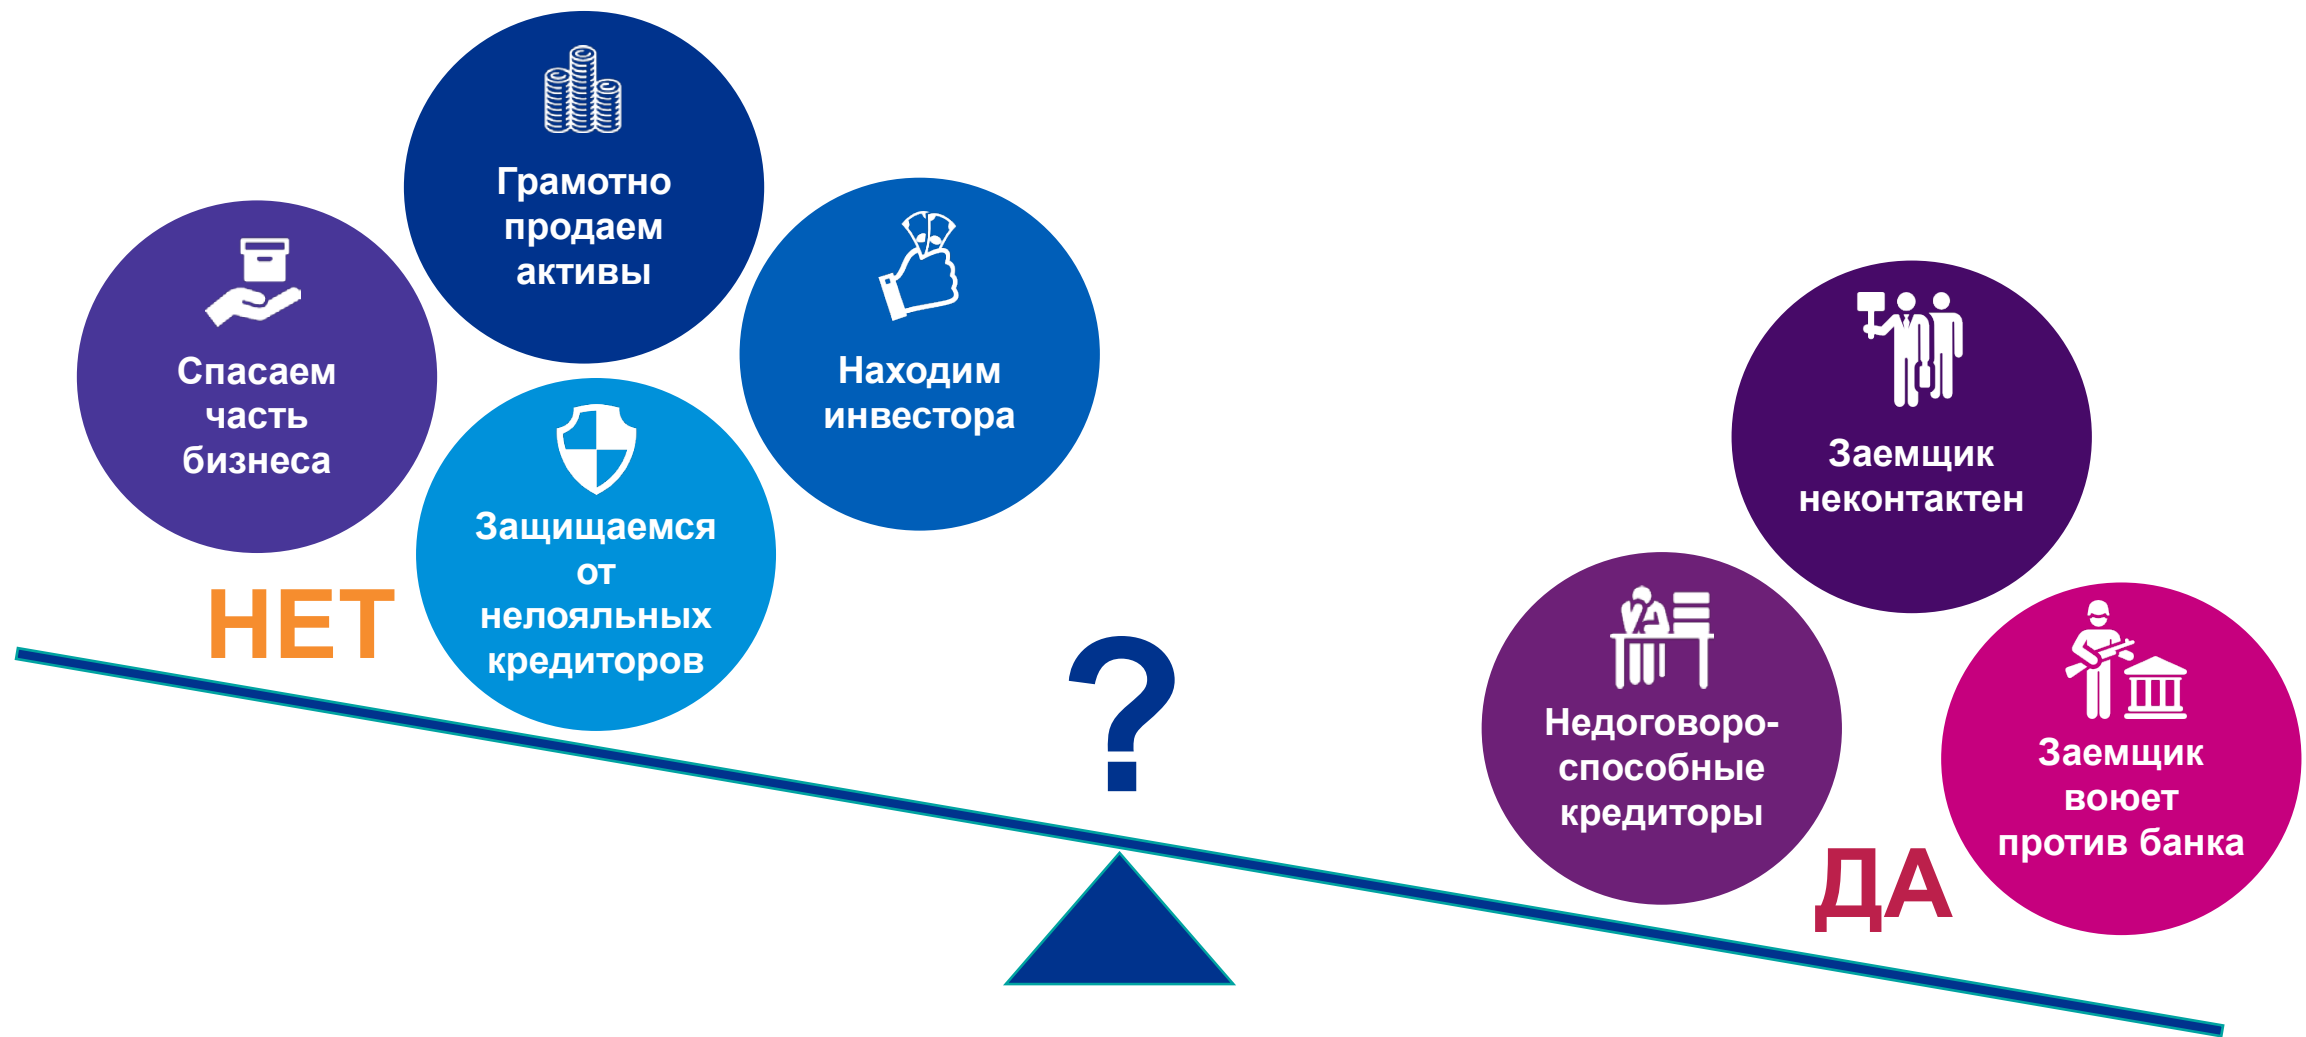 Грамотно
продаем
активы
Спасаем
часть
бизнеса
Находим
инвестора
Защищаемся
от
нелояльных
кредиторов
НЕТ
?
Заемщик
неконтактен
Недоговоро-
способные
кредиторы
Заемщик
воюет
против банка
ДА